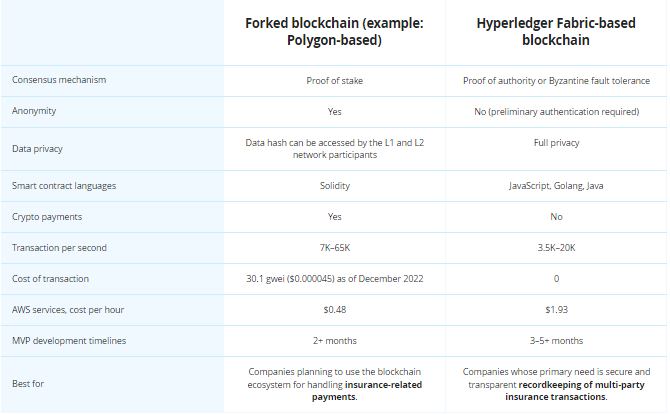 Forked blockchain (example:
Polygon-based)
Hyperledger Fabric-based
blockchain
Consensus mechanism
Proof of stake
Proof of authority or Byzantine fault tolerance
Anonymity
Yes
No (preliminary authentication required)
Data privacy
Data hash can be accessed by the L1 and L2
network participants
Full privacy
Smart contract languages
Solidity
JavaScript, Golang, Java
Crypto payments
Yes
No
Transaction per second
7K–65K
3.5K–20K
Cost of transaction
30.1 gwei ($0.000045) as of December 2022
0
AWS services, cost per hour
$0.48
$1.93
MVP development timelines
2+ months
3–5+ months
Best for
Companies planning to use the blockchain
ecosystem for handling insurance-related
payments.
Companies whose primary need is secure and
transparent recordkeeping of multi-party
insurance transactions.